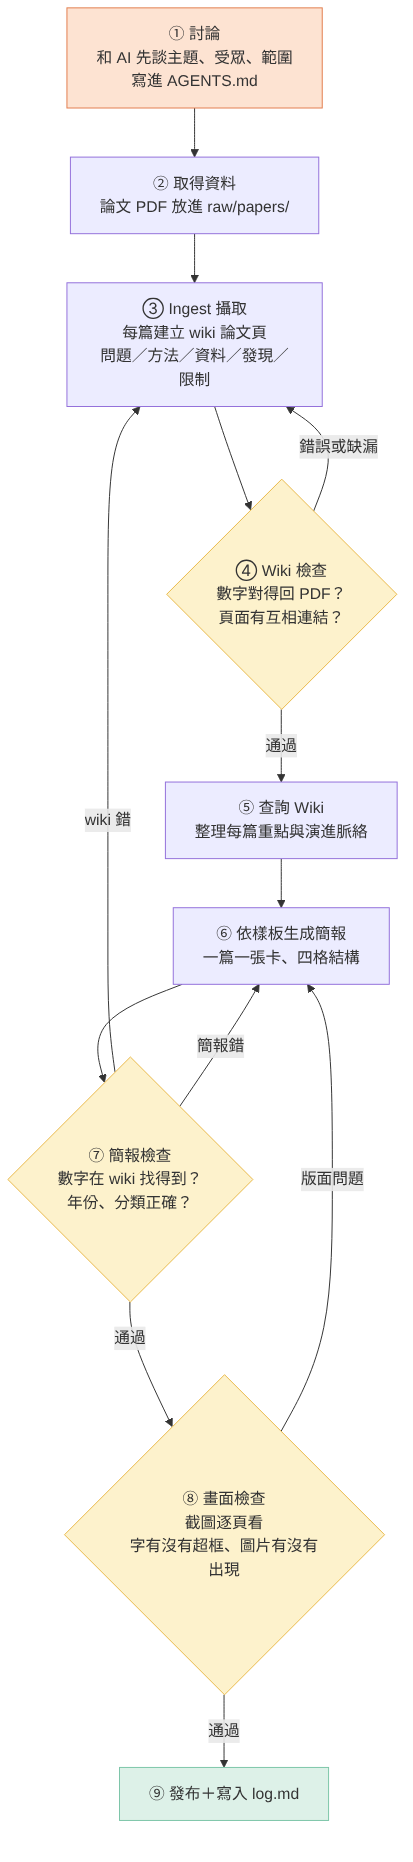 ① 討論
和 AI 先談主題、受眾、範圍
寫進 AGENTS.md
② 取得資料
論文 PDF 放進 raw/papers/
③ Ingest 攝取
每篇建立 wiki 論文頁
問題／方法／資料／發現／
限制
錯誤或缺漏
④ Wiki 檢查
數字對得回 PDF？
頁面有互相連結？
通過
⑤ 查詢 Wiki
整理每篇重點與演進脈絡
wiki 錯
⑥ 依樣板生成簡報
一篇一張卡、四格結構
簡報錯
⑦ 簡報檢查
數字在 wiki 找得到？
年份、分類正確？
版面問題
通過
⑧ 畫面檢查
截圖逐頁看
字有沒有超框、圖片有沒有
出現
通過
⑨ 發布＋寫入 log.md